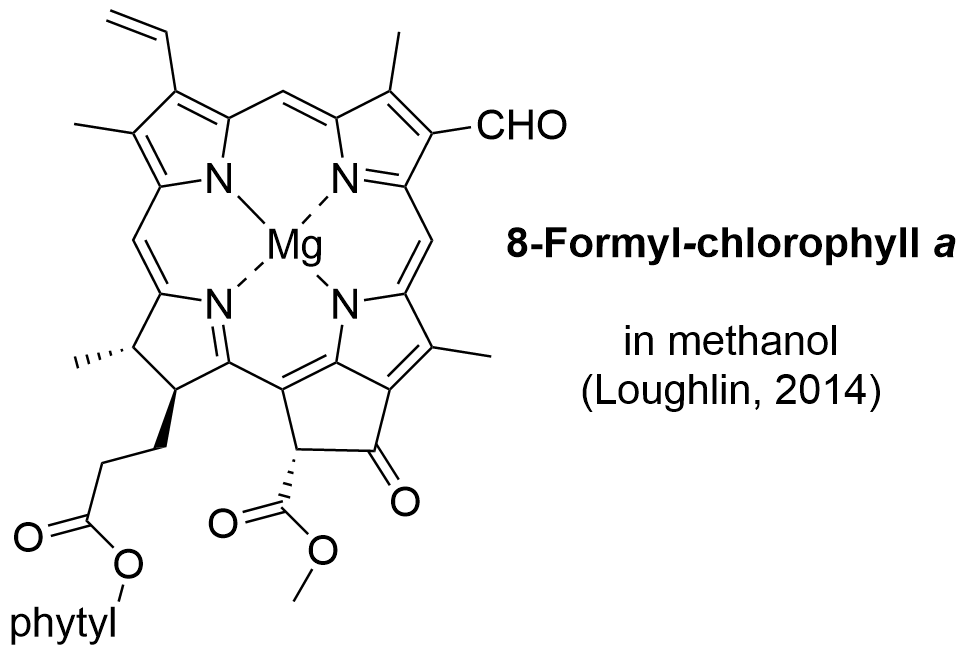 CHO
N
N
Mg
8-Formyl-chlorophyll a
N
N
in methanol
(Loughlin, 2014)
O
O
O
O
O
phytyl